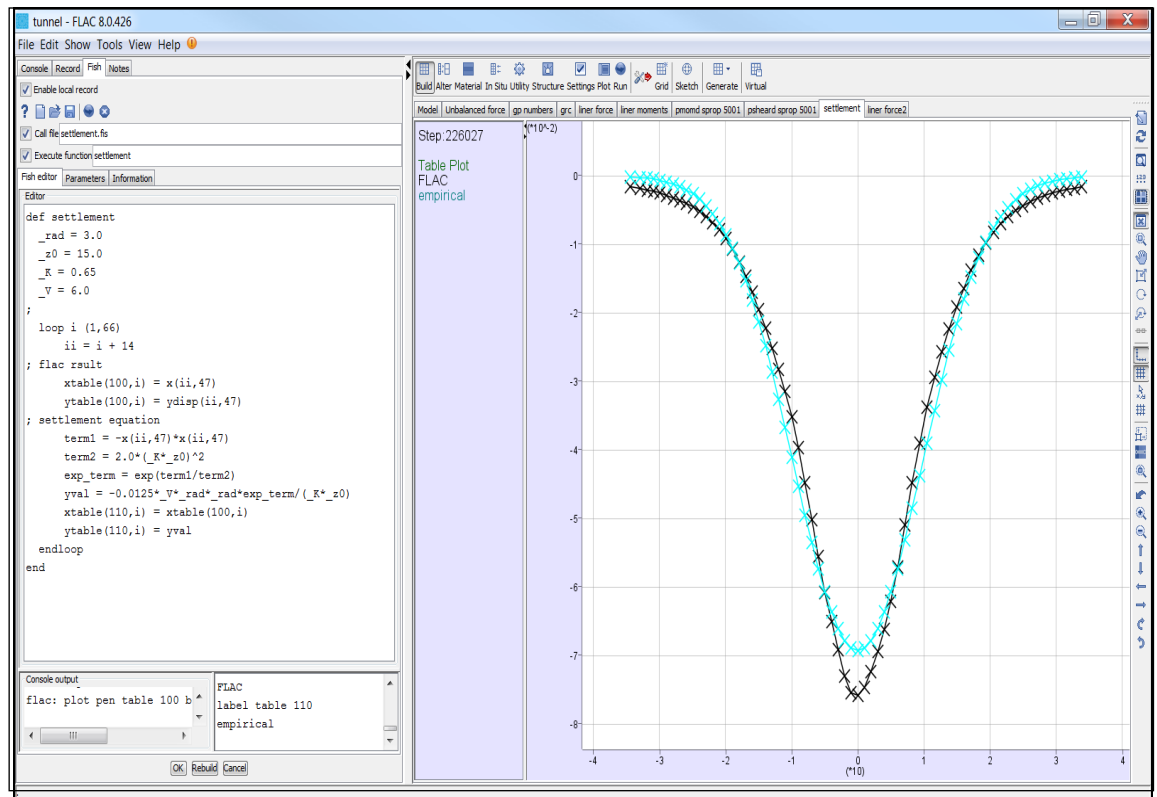 tunnel - FLAC 8.0.426
File Edit Show Tools View Help
Console Record Fish Notes
Enable local record
?
Call file settlement.fis
Execute function settlement
Fish editor Parameters Information
Editor
def settlement
_rad = 3.0
_z0 = 15.0
_K = 0.65
_V = 6.0
;
loop i (1,66)
ii = i + 14
; flac rsult
xtable(100,i) = x(ii,47)
ytable(100,i) = ydisp(ii,47)
; settlement equation
term1 = -x(ii,47)*x(ii,47)
term2 = 2.0*(_K*_z0)^2
exp_term = exp(term1/term2)
yval = -0.0125*_V*_rad*_rad*exp_term/(_K*_z0)
xtable(110,i) = xtable(100,i)
ytable(110,i) = yval
endloop
end
Console output
flac: plot pen table 100 b
FLAC
label table 110
empirical
OK Rebuild Cancel
Build Alter Material In Situ Utility Structure Settings Plot Run Grid Sketch Generate Virtual
Model Unbalanced force gp numbers grc liner force liner moments pmomd sprop 5001 psheard sprop 5001 settlement liner force2
Step:226027
Table Plot
FLAC
empirical
(*10^-2)
0
-1
-2
-3
-4
-5
-6
-7
-8
-4 -3 -2 -1 0 1 2 3 4
(*10)